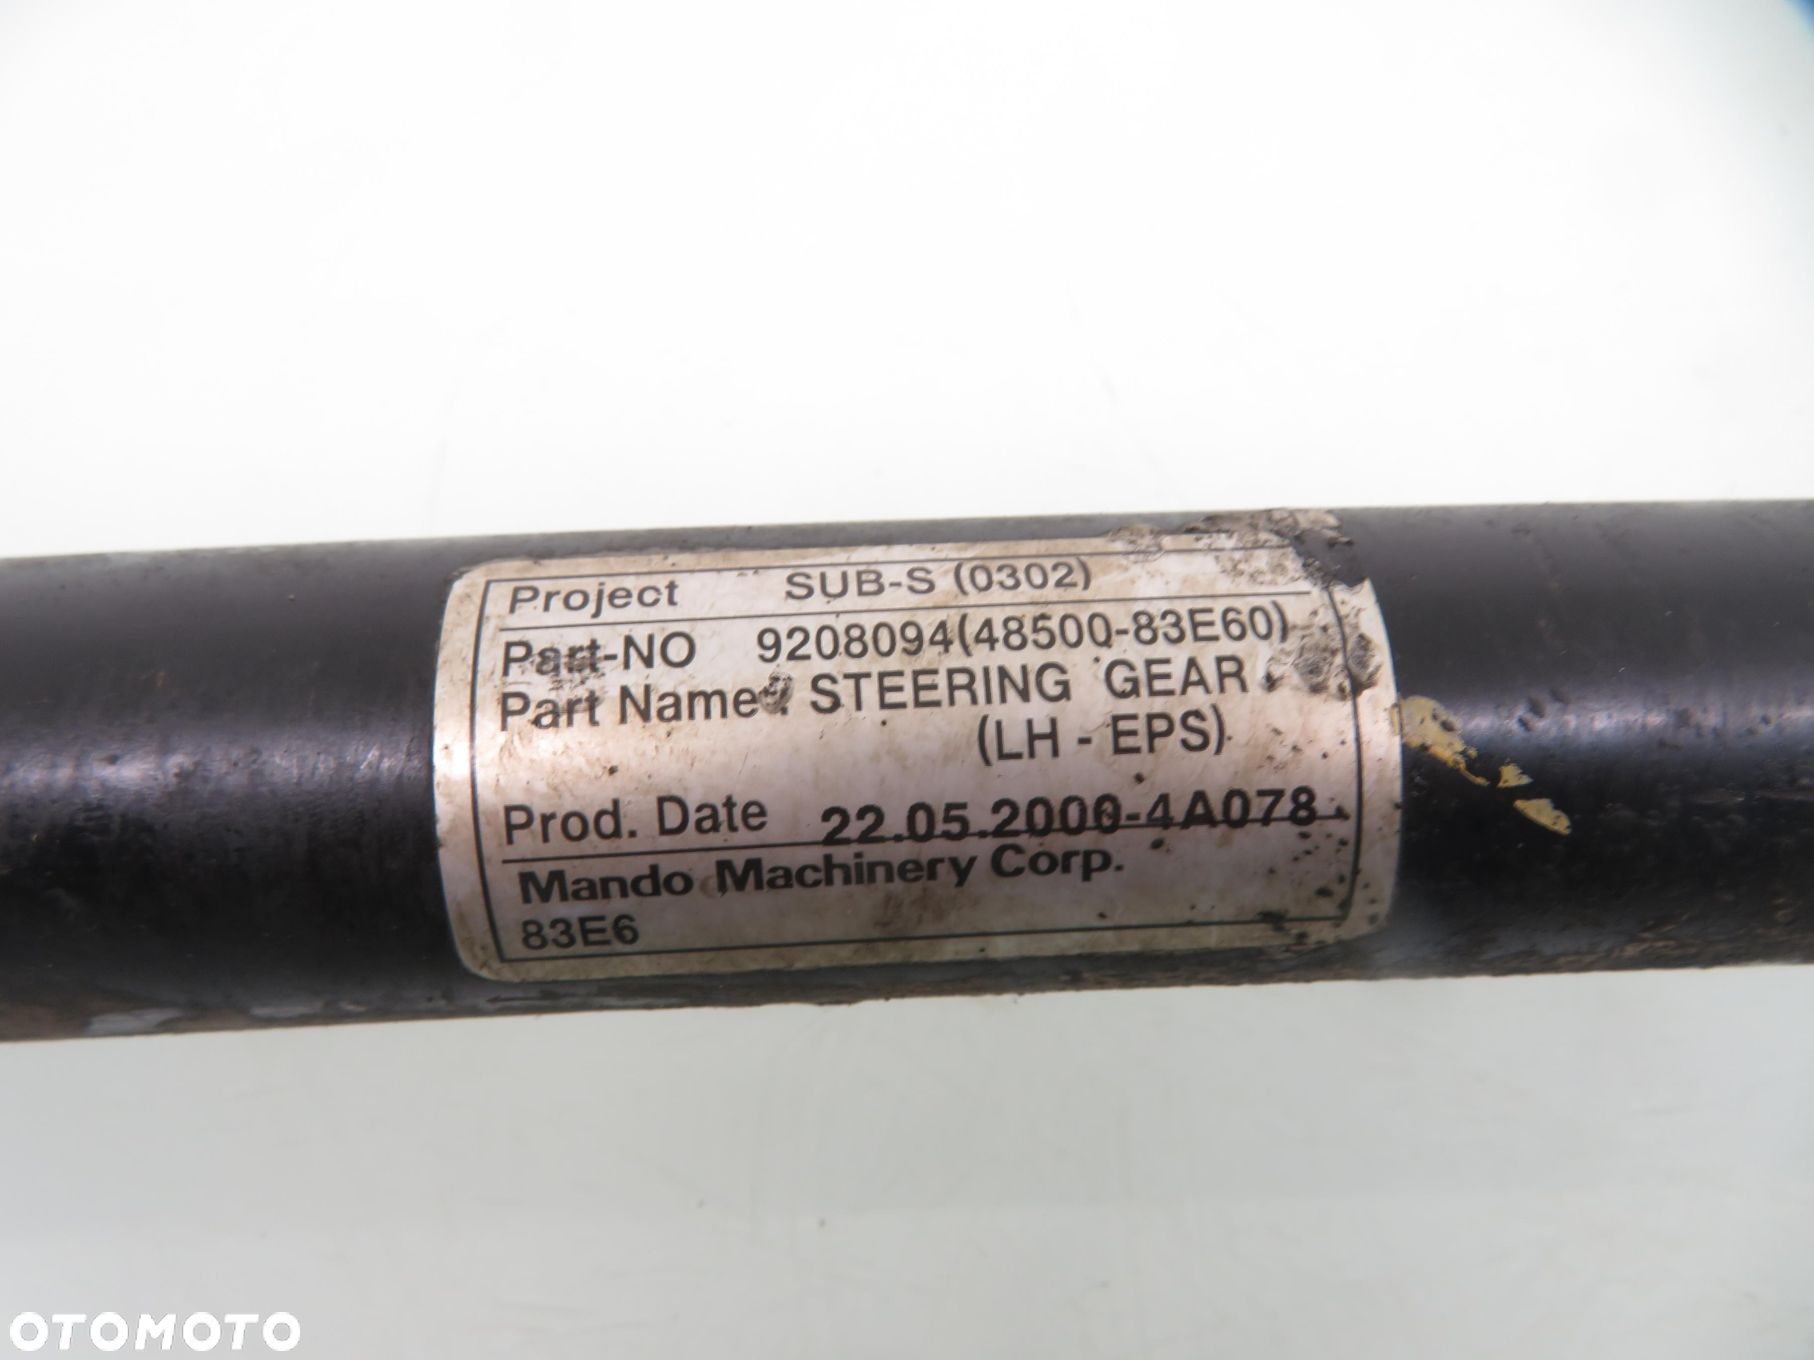 Project SUB-S (0302)
Part-NO 9208094(48500-83E60)
Part Name : STEERING GEAR
(LH - EPS)
Prod. Date 22.05.2000-4A078
Mando Machinery Corp.
83E6
OTOMOTO